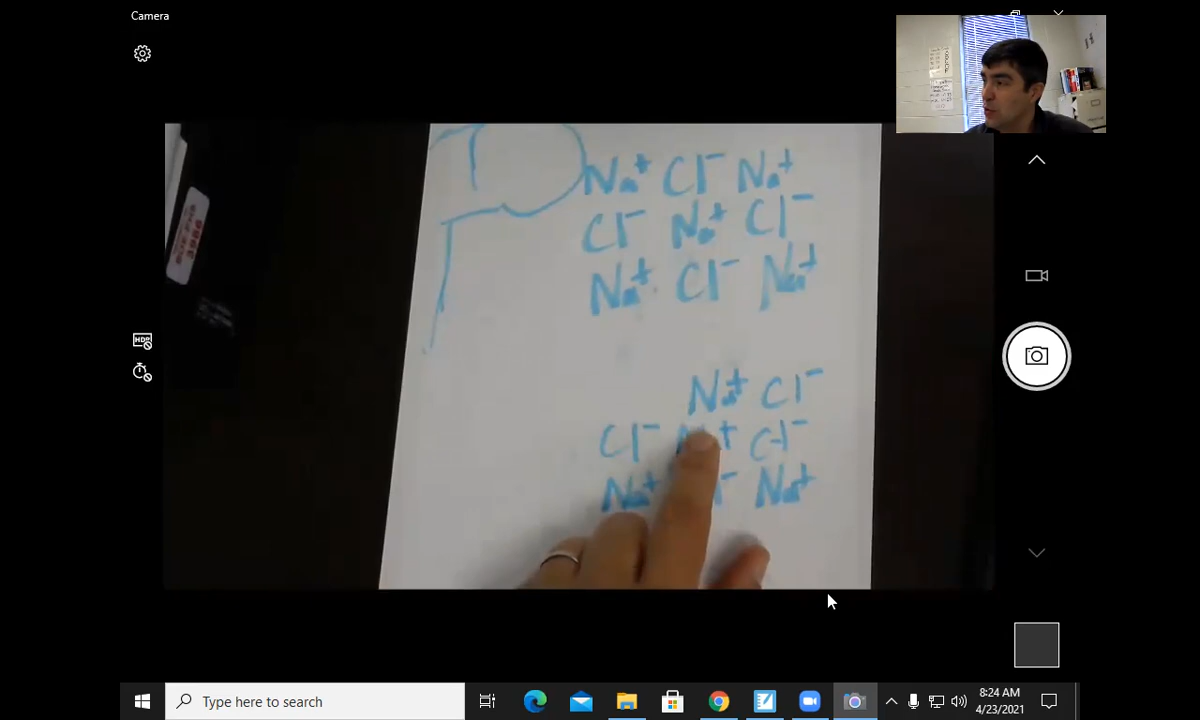 Camera
Na+ Cl- Na+
Cl- Na+ Cl-
Na+ Cl- Na+
Na+ Cl-
Cl- Cl-
Na+ Na+
Type here to search
8:24 AM
4/23/2021